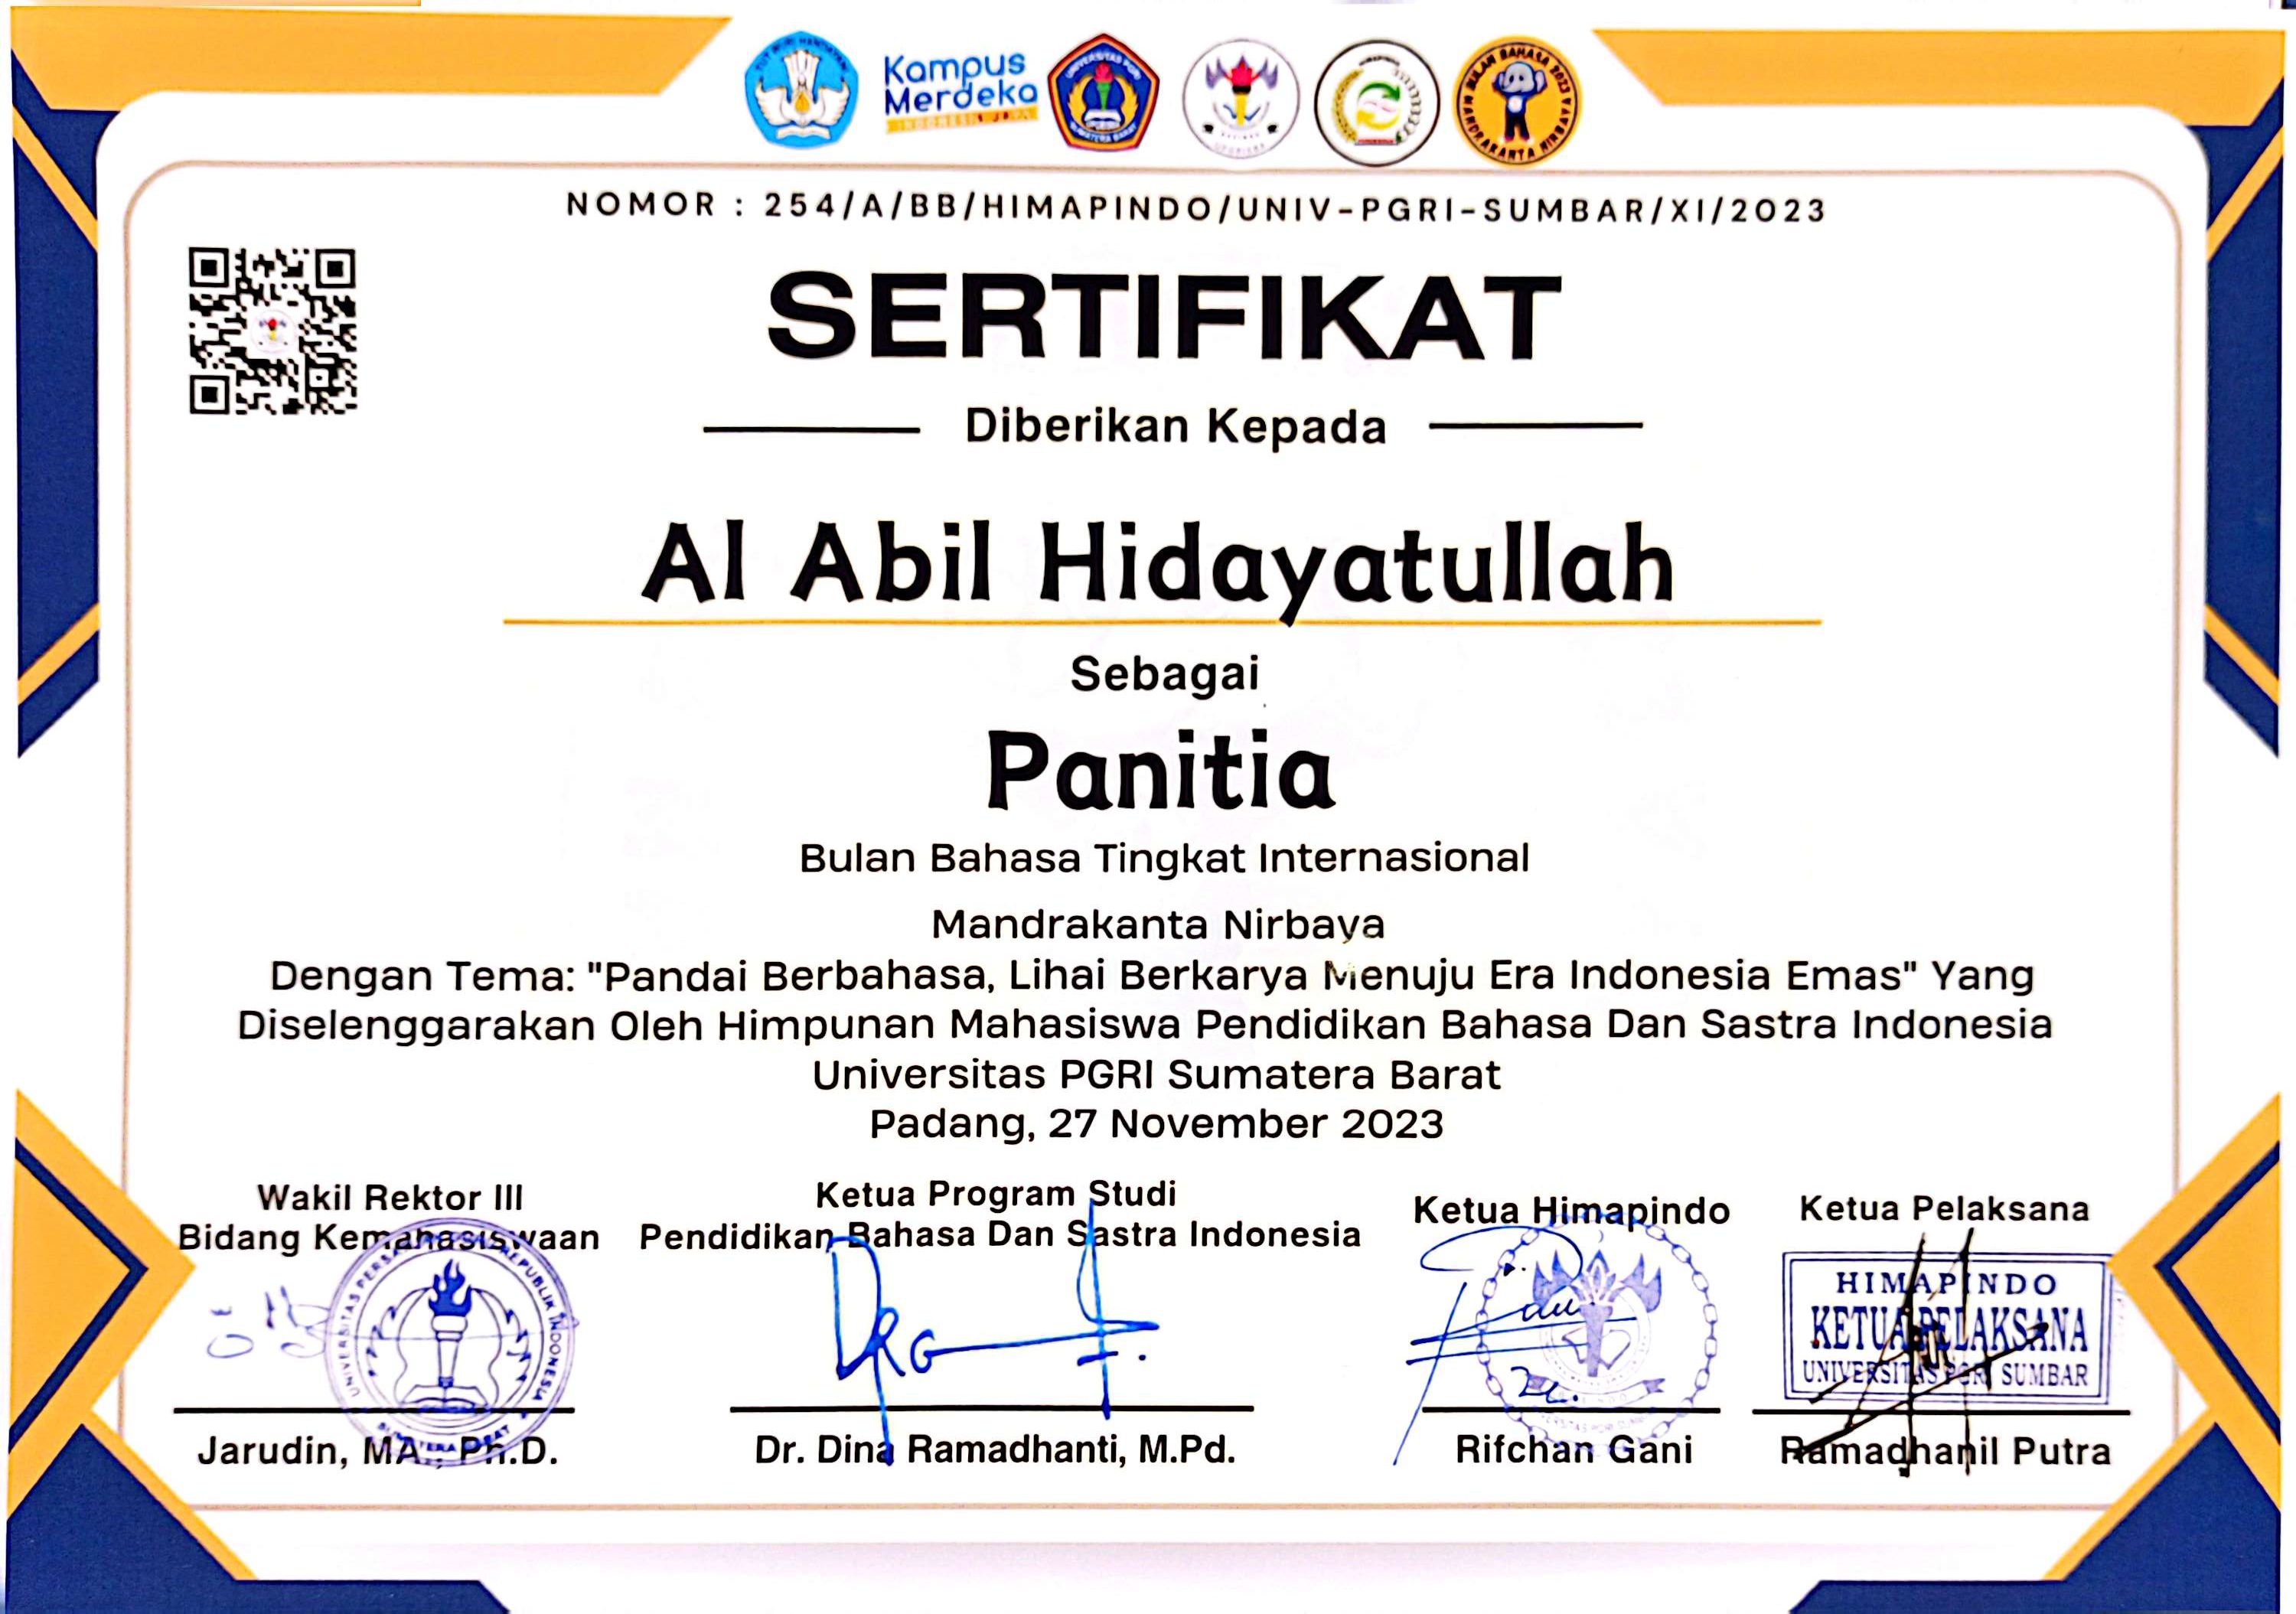 Kampus
Merdeka
INDONESIA JAYA
BULAN BAHASA 2023
MANDRAKANTA NIRBAYA
NOMOR : 254/A/BB/HIMAPINDO/UNIV-PGRI-SUMBAR/XI/2023
SERTIFIKAT
Diberikan Kepada
Al Abil Hidayatullah
Sebagai
Panitia
Bulan Bahasa Tingkat Internasional
Mandrakanta Nirbaya
Dengan Tema: "Pandai Berbahasa, Lihai Berkarya Menuju Era Indonesia Emas" Yang
Diselenggarakan Oleh Himpunan Mahasiswa Pendidikan Bahasa Dan Sastra Indonesia
Universitas PGRI Sumatera Barat
Padang, 27 November 2023
Wakil Rektor III
Bidang Kemahasiswaan
Ketua Program Studi
Pendidikan Bahasa Dan Sastra Indonesia
Ketua Himapindo
Ketua Pelaksana
HIMAPINDO
KETUA PELAKSANA
UNIVERSITAS PGRI SUMBAR
Jarudin, MA., Ph.D.
Dr. Dina Ramadhanti, M.Pd.
Rifchan Gani
Ramadhanil Putra